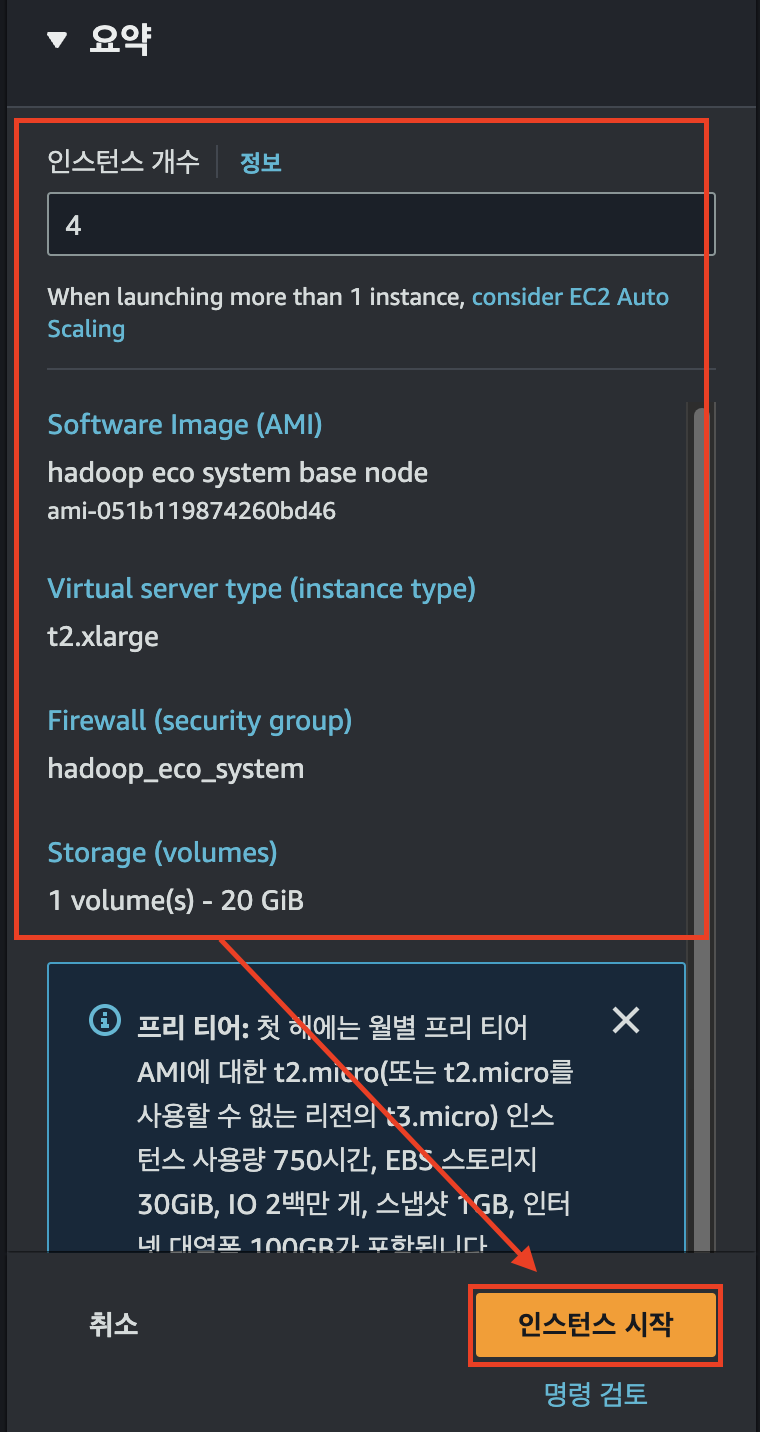 요약
인스턴스 개수 정보
4
When launching more than 1 instance, consider EC2 Auto
Scaling
Software Image (AMI)
hadoop eco system base node
ami-051b119874260bd46
Virtual server type (instance type)
t2.xlarge
Firewall (security group)
hadoop_eco_system
Storage (volumes)
1 volume(s) - 20 GiB
프리 티어: 첫 해에는 월별 프리 티어
AMI에 대한 t2.micro(또는 t2.micro를
사용할 수 없는 리전의 t3.micro) 인스
턴스 사용량 750시간, EBS 스토리지
30GiB, IO 2백만 개, 스냅샷 1GB, 인터
넷 대역폭 100GB가 포함됩니다
취소
인스턴스 시작
명령 검토